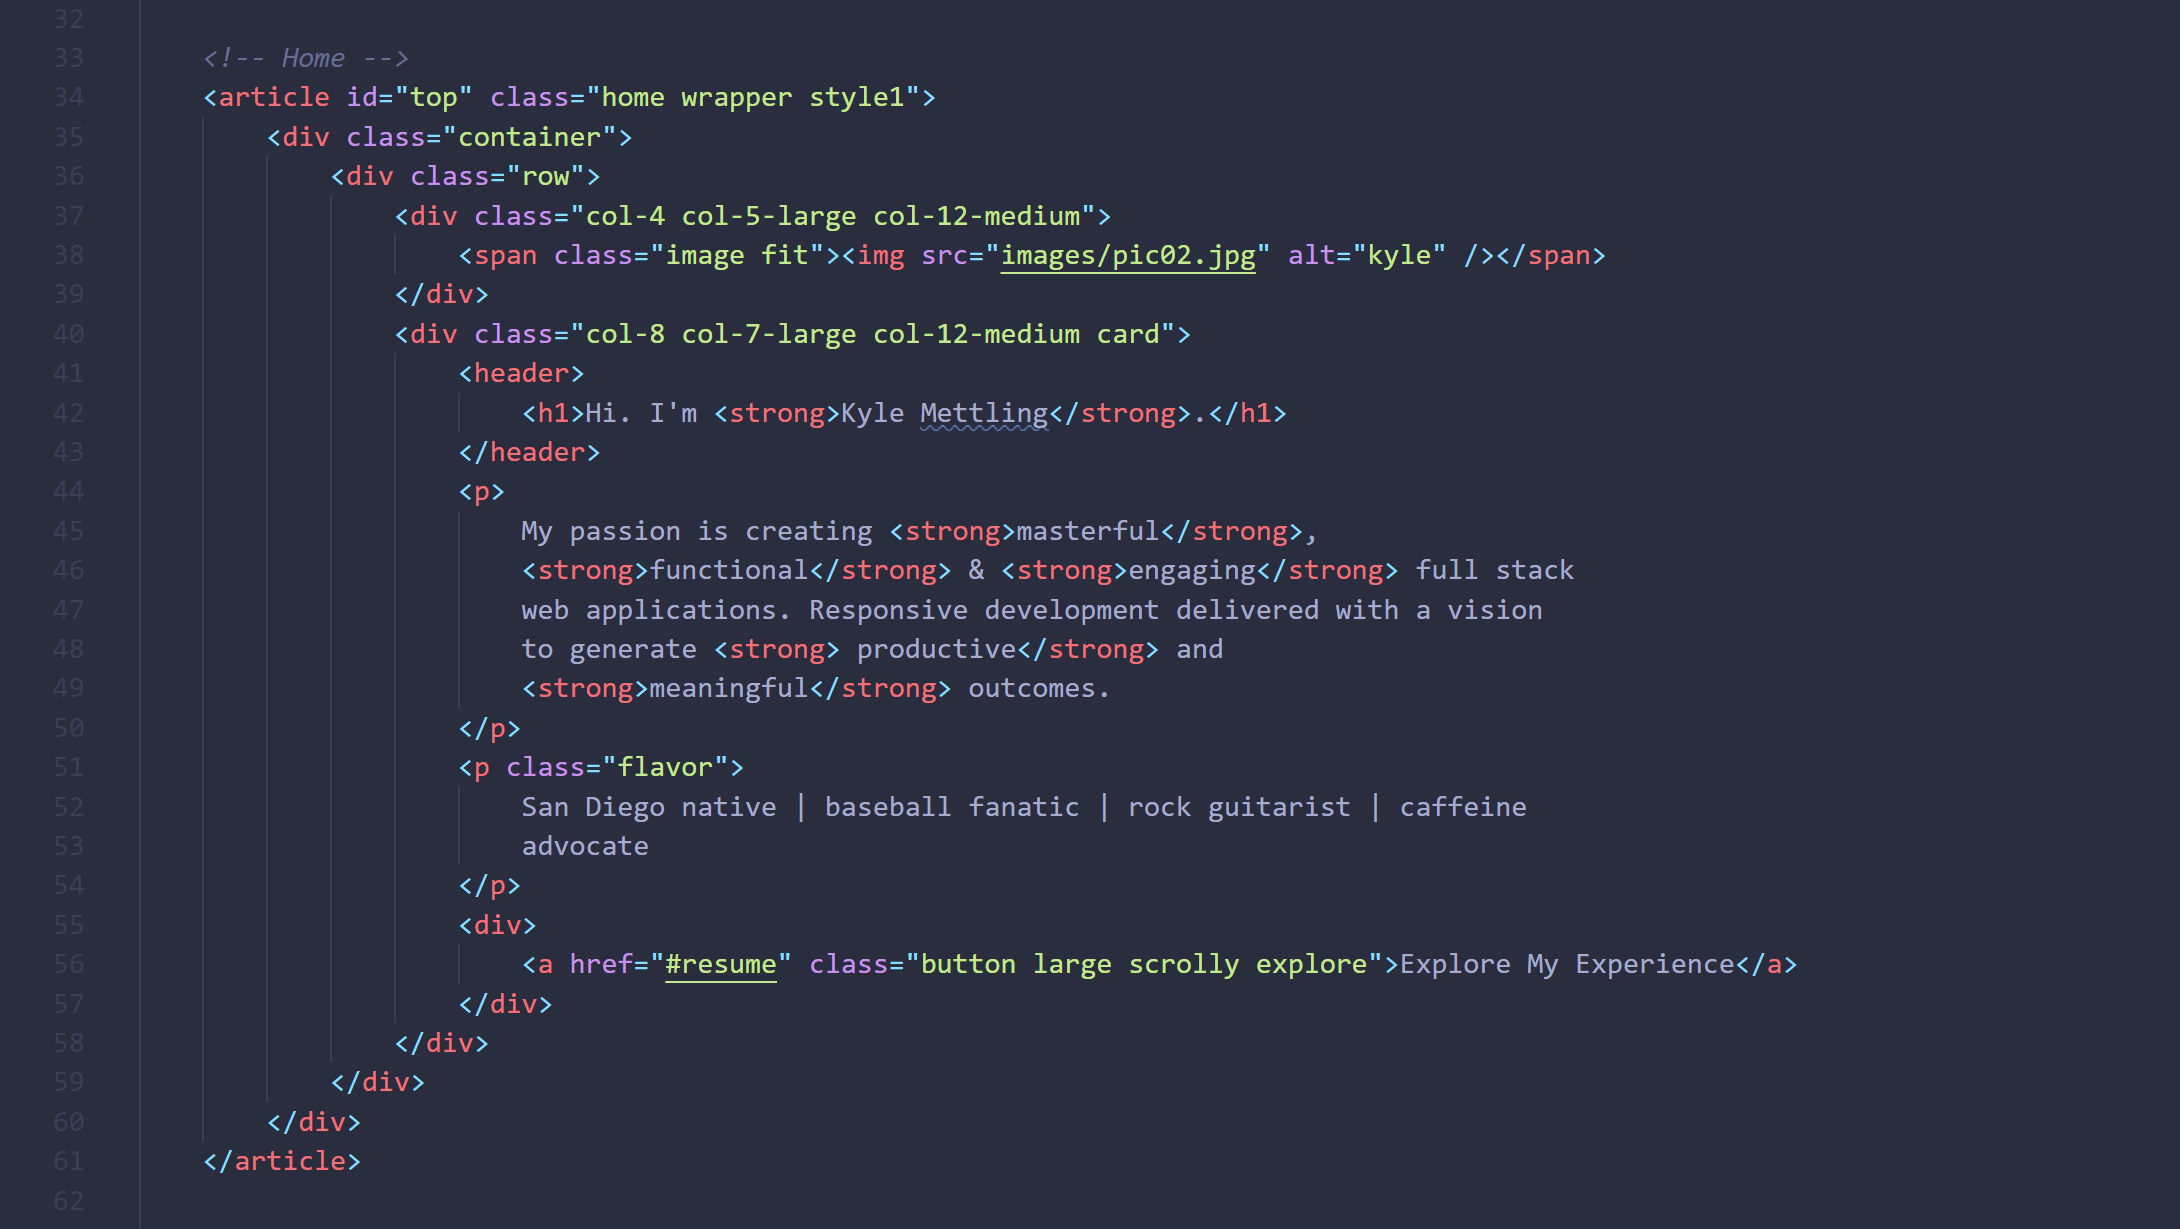 32
33 <!-- Home -->
34 <article id="top" class="home wrapper style1">
35 <div class="container">
36 <div class="row">
37 <div class="col-4 col-5-large col-12-medium">
38 <span class="image fit"><img src="images/pic02.jpg" alt="kyle" /></span>
39 </div>
40 <div class="col-8 col-7-large col-12-medium card">
41 <header>
42 <h1>Hi. I'm <strong>Kyle Mettling</strong>.</h1>
43 </header>
44 <p>
45 My passion is creating <strong>masterful</strong>,
46 <strong>functional</strong> & <strong>engaging</strong> full stack
47 web applications. Responsive development delivered with a vision
48 to generate <strong> productive</strong> and
49 <strong>meaningful</strong> outcomes.
50 </p>
51 <p class="flavor">
52 San Diego native | baseball fanatic | rock guitarist | caffeine
53 advocate
54 </p>
55 <div>
56 <a href="#resume" class="button large scrolly explore">Explore My Experience</a>
57 </div>
58 </div>
59 </div>
60 </div>
61 </article>
62